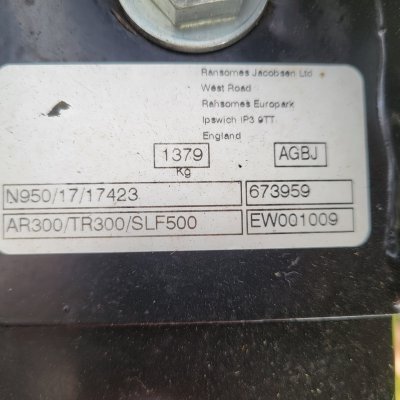 Ransomes Jacobsen Ltd
West Road
Rahsomes Europark
Ipswich IP3 9TT
England
1379 AGBJ
Kg
N950/17/17423 673959
AR300/TR300/SLF500 EW001009